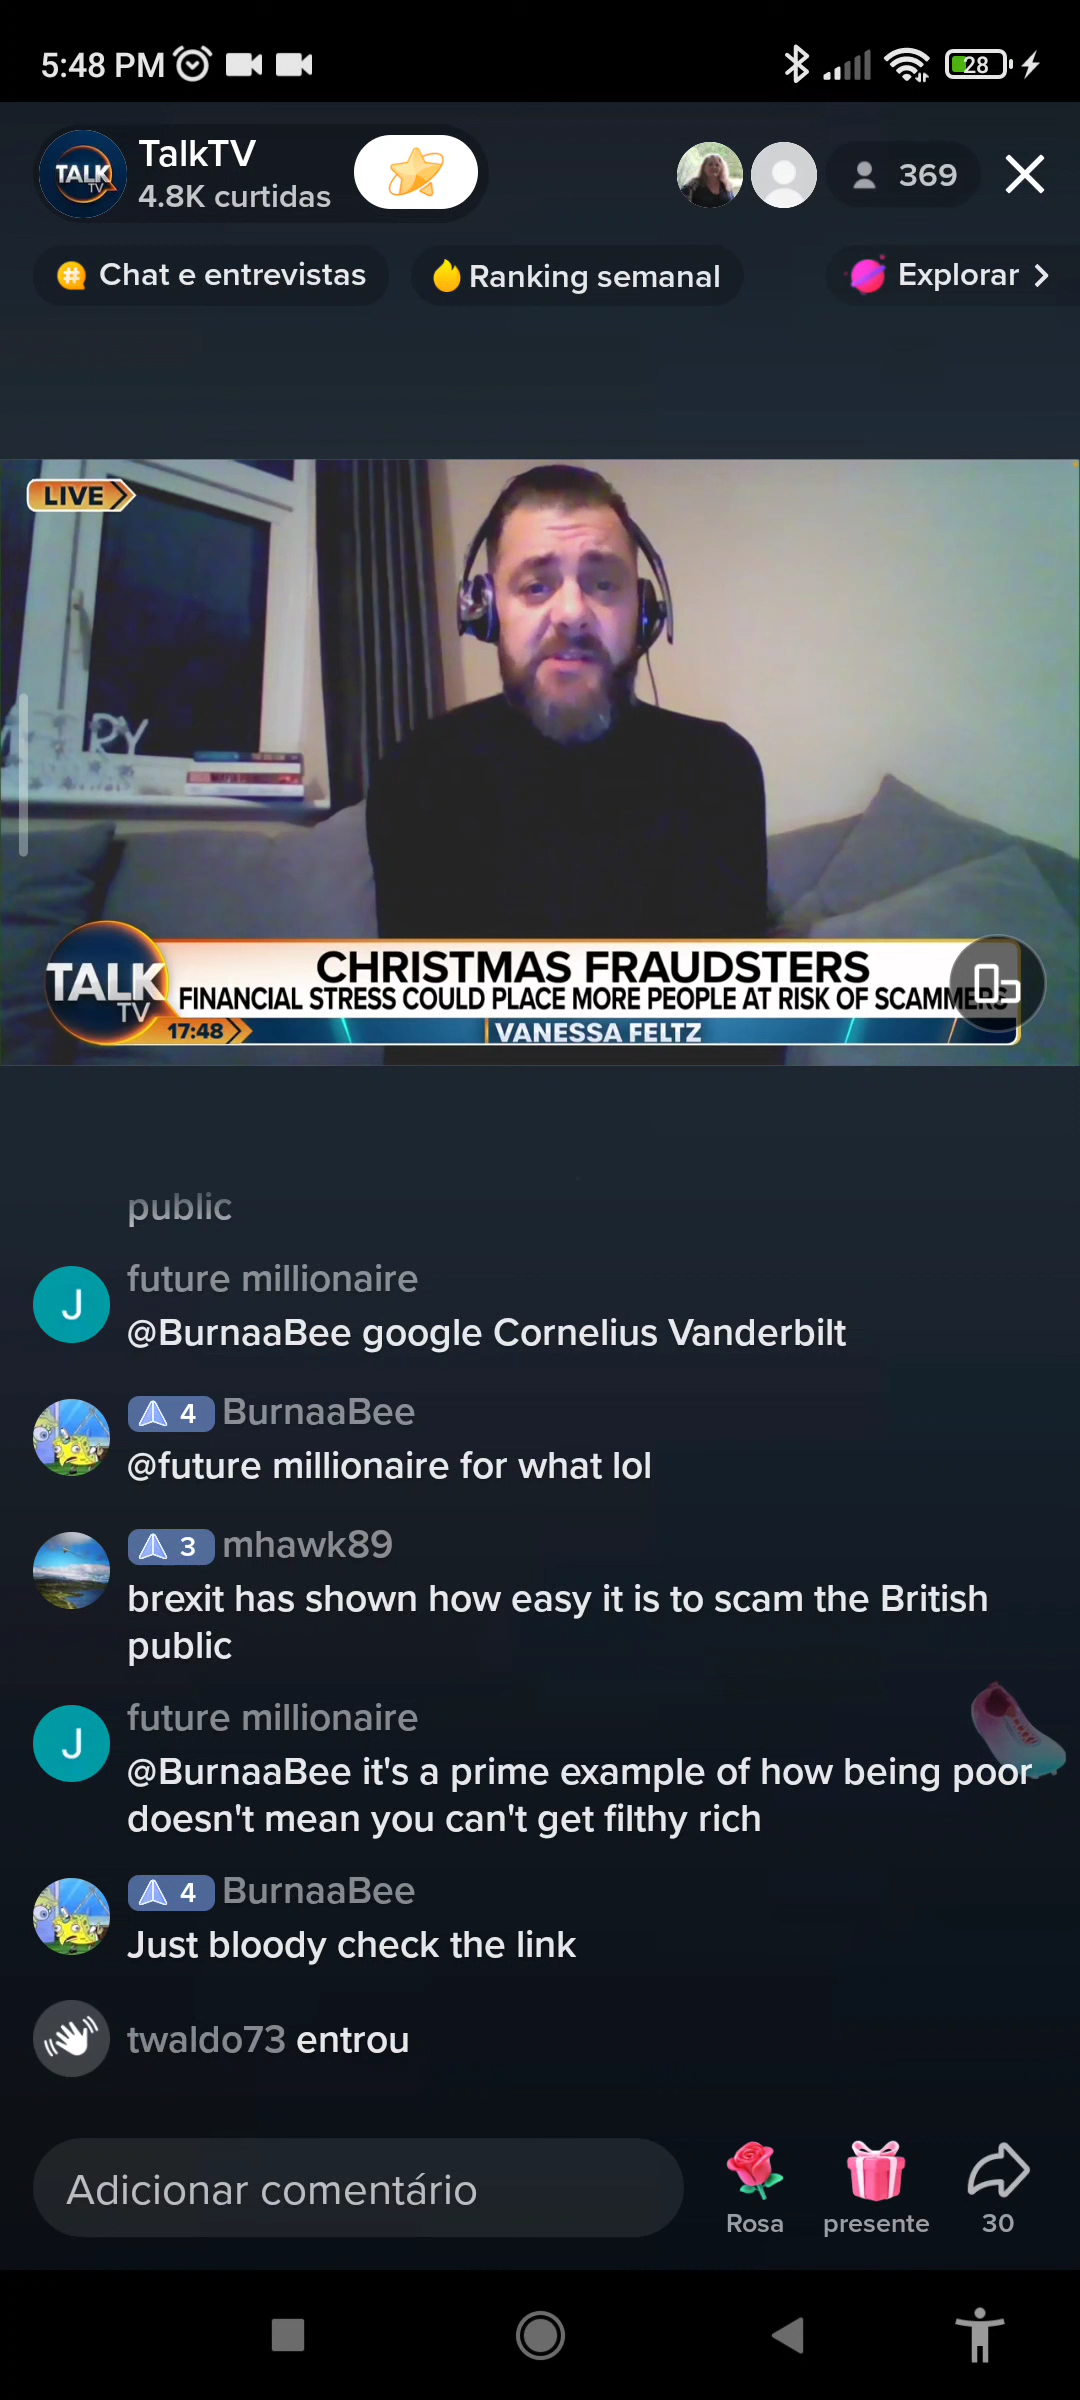 5:48 PM
28
TALK
TV
TalkTV
4.8K curtidas
369
Chat e entrevistas
Ranking semanal
Explorar
LIVE
RY
CHRISTMAS FRAUDSTERS
TALK
TV
FINANCIAL STRESS COULD PLACE MORE PEOPLE AT RISK OF SCAMMERS
17:48
VANESSA FELTZ
public
future millionaire
J
@BurnaaBee google Cornelius Vanderbilt
4 BurnaaBee
@future millionaire for what lol
3 mhawk89
brexit has shown how easy it is to scam the British
public
future millionaire
J
@BurnaaBee it's a prime example of how being poor
doesn't mean you can't get filthy rich
4 BurnaaBee
Just bloody check the link
twaldo73 entrou
Adicionar comentário
Rosa
presente
30